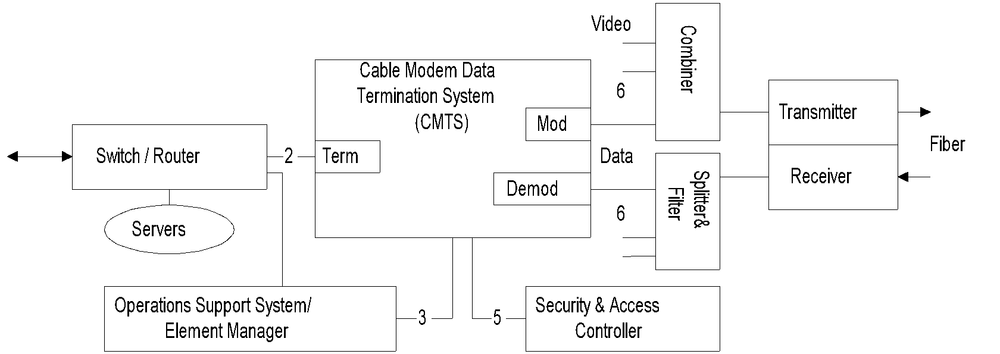 Video
Combiner
Cable Modem Data
Termination System
(CMTS)
6
Mod
Transmitter
Switch / Router
2
Term
Data
Fiber
Demod
Splitter&
Filter
Receiver
6
Servers
Operations Support System/
Element Manager
3
5
Security & Access
Controller